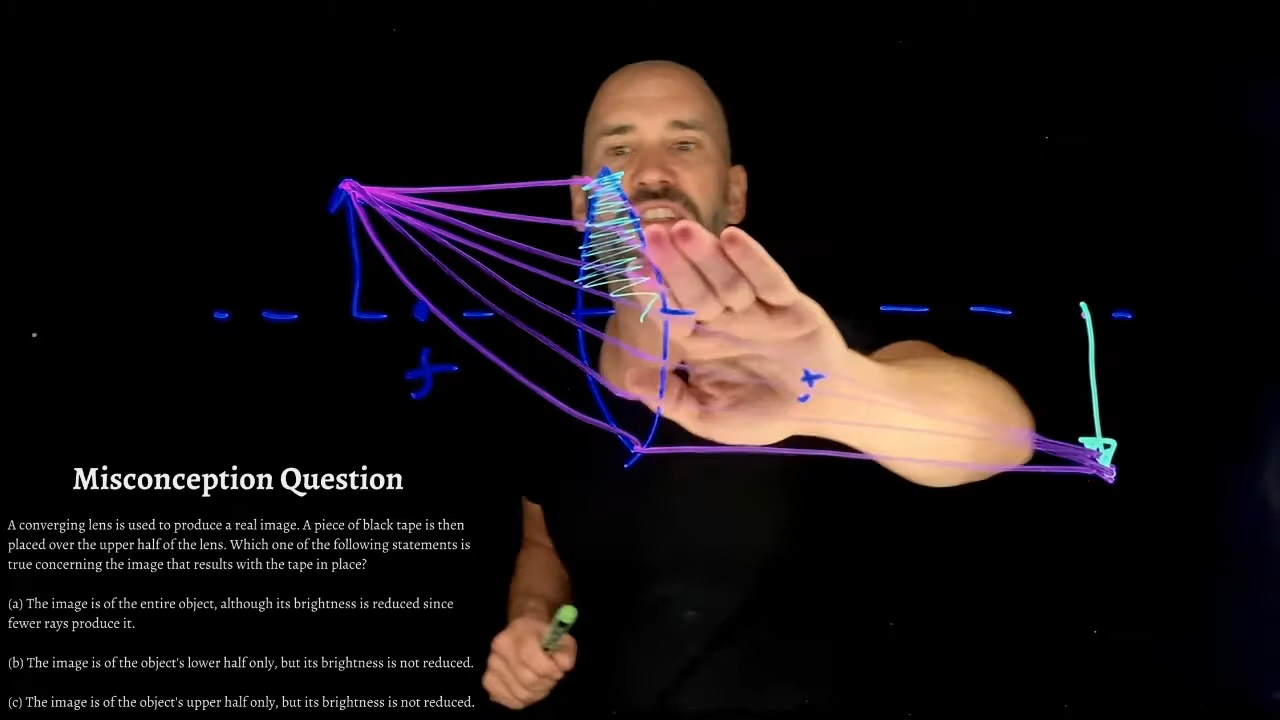 f
f
Misconception Question
A converging lens is used to produce a real image. A piece of black tape is then
placed over the upper half of the lens. Which one of the following statements is
true concerning the image that results with the tape in place?
(a) The image is of the entire object, although its brightness is reduced since
fewer rays produce it.
(b) The image is of the object's lower half only, but its brightness is not reduced.
(c) The image is of the object's upper half only, but its brightness is not reduced.